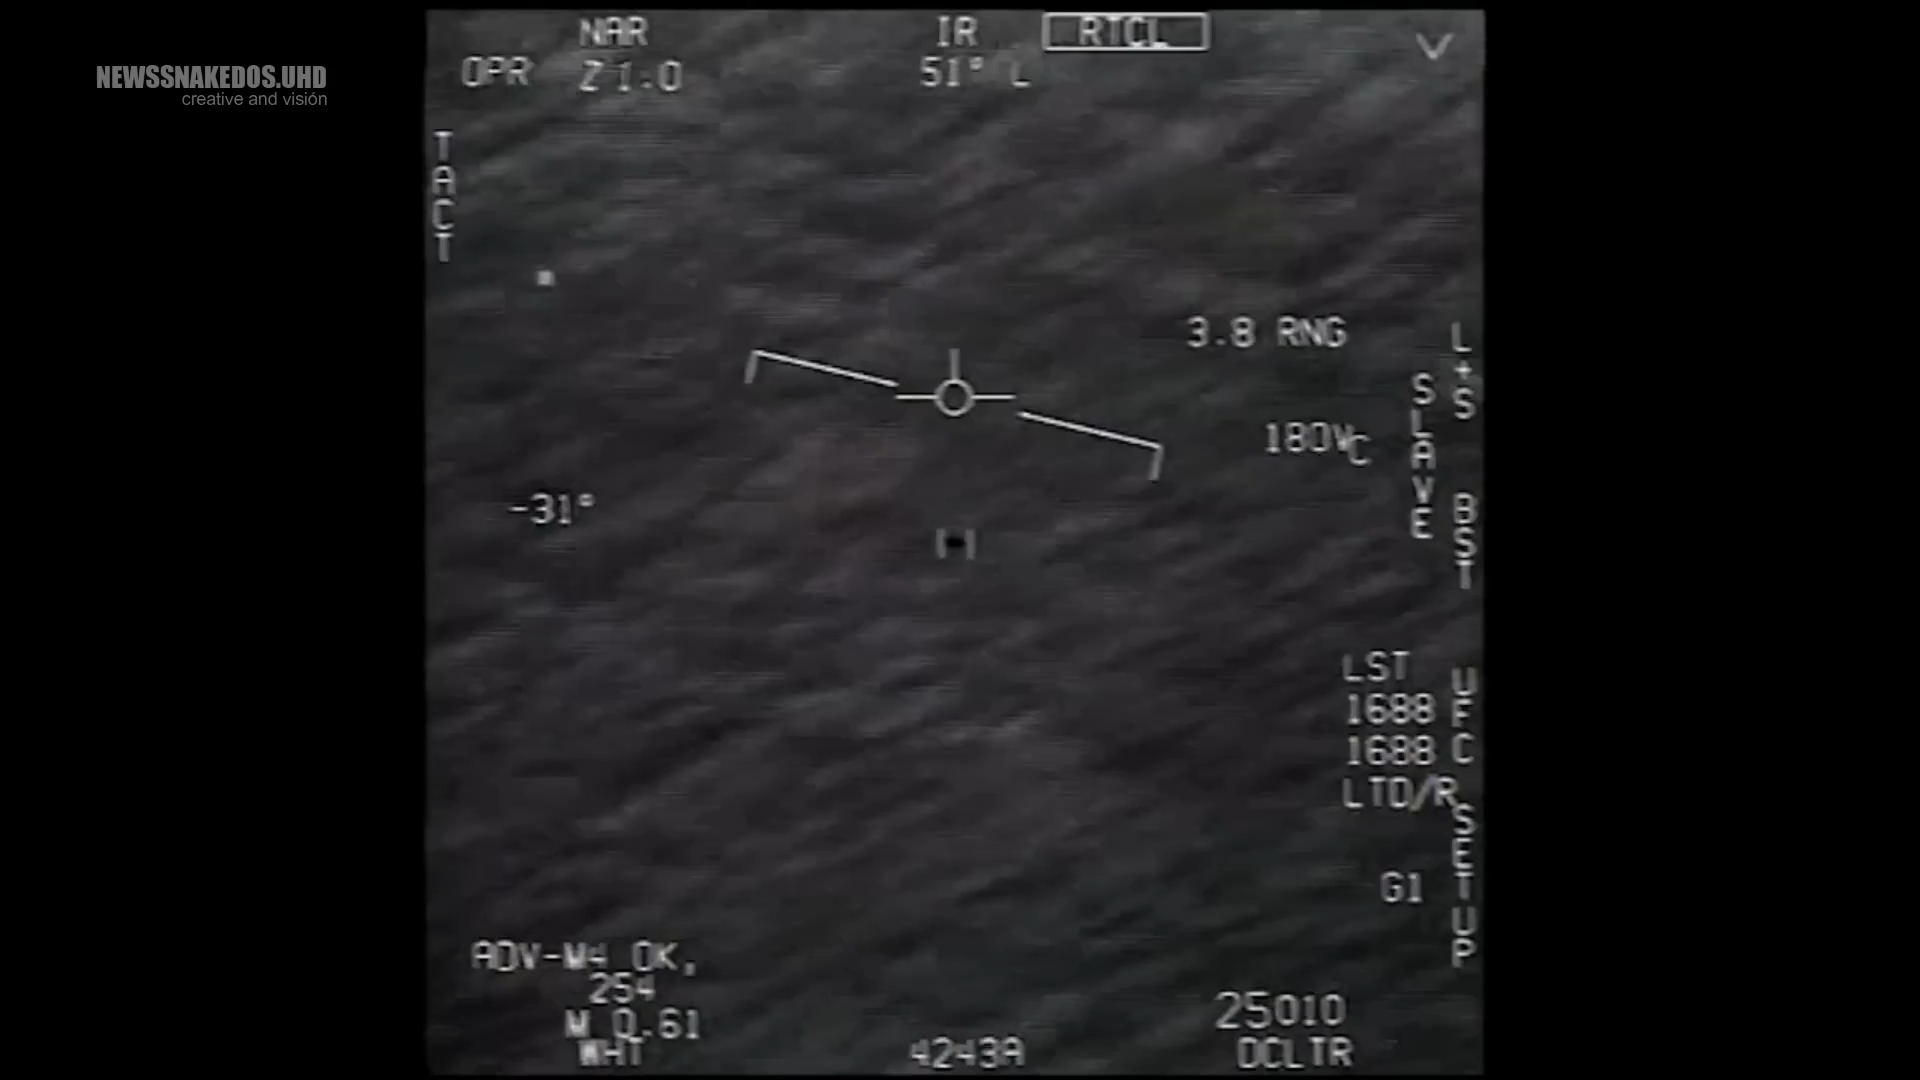 NEWSSNAKEDOS.UHD
creative and visión
NAR
IR
RTCL
OPR
Z1.0
51° L
TACT
3.8 RNG
L+S
SLAVE
180Vc
-31°
BST
LST
1688
1688
LTD/R
UFC
SETUP
G1
ADV-M4 OK,
254
M 0.61
WHT
4243A
25010
DCLTR